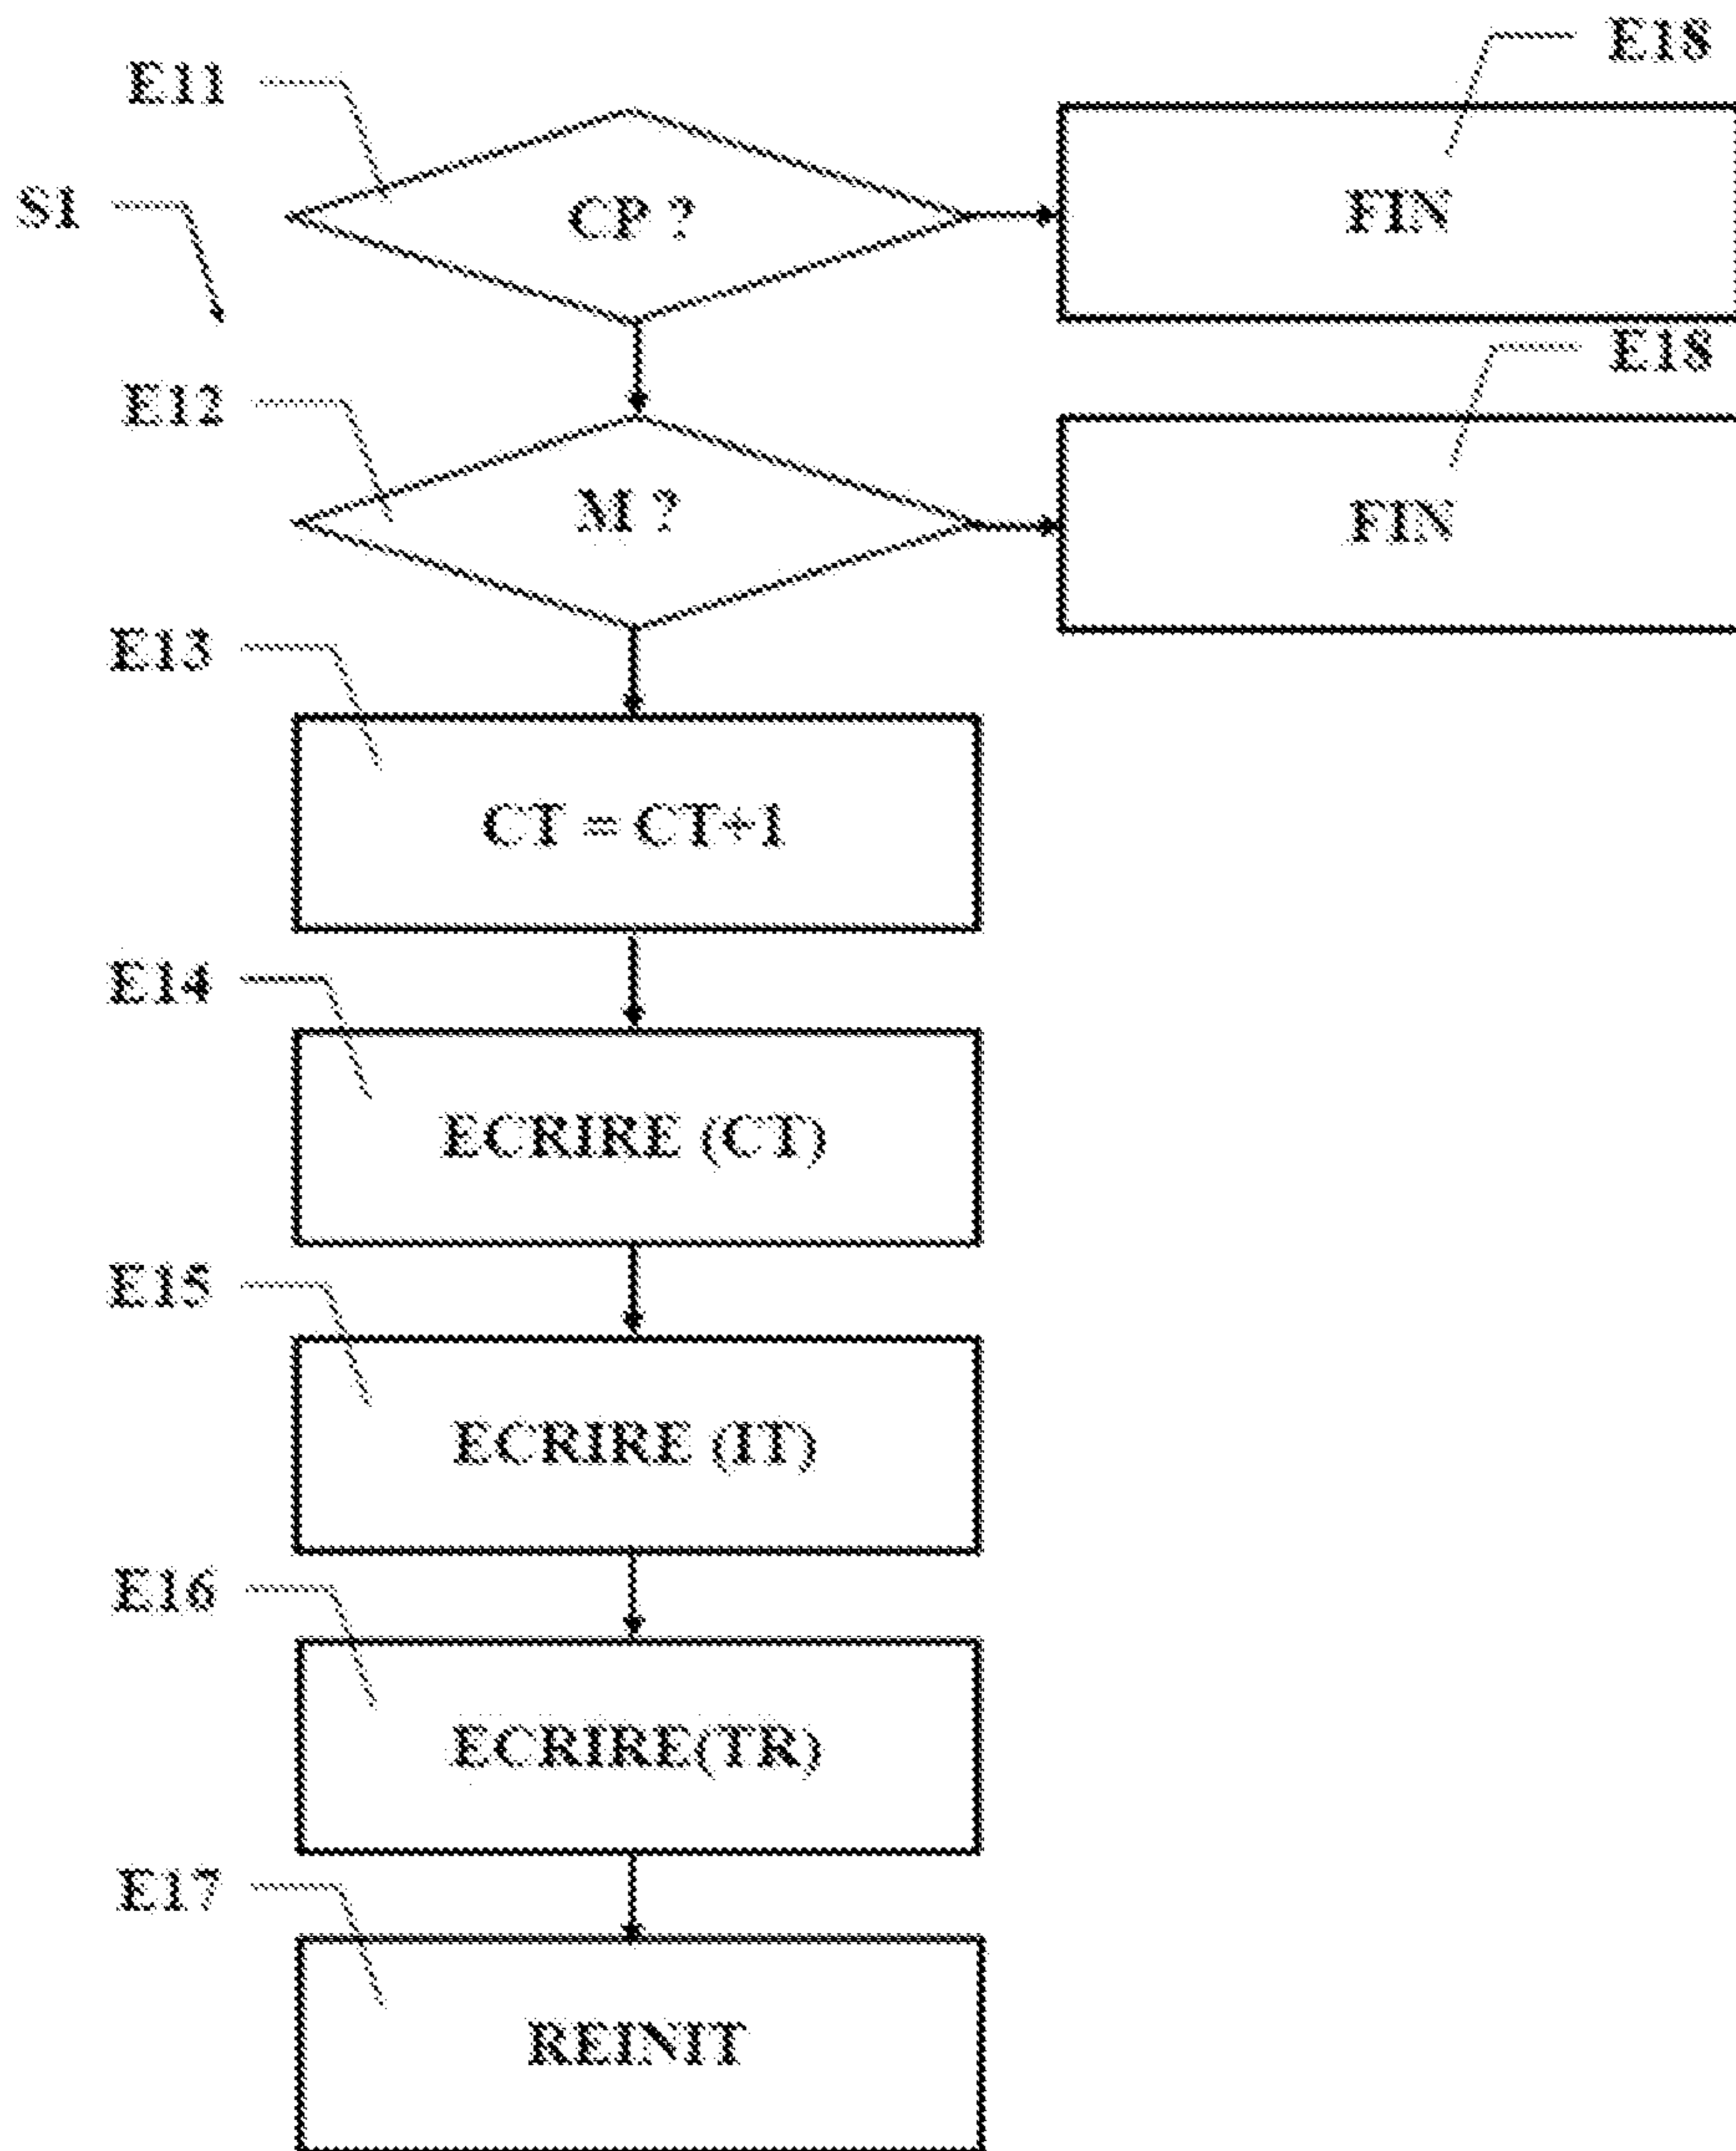 E18
E11
CP ?
FIN
S1
E18
E12
M ?
FIN
E13
CT = CT+1
E14
ECRIRE (CT)
E15
ECRIRE (IT)
E16
ECRIRE(TR)
E17
REINIT